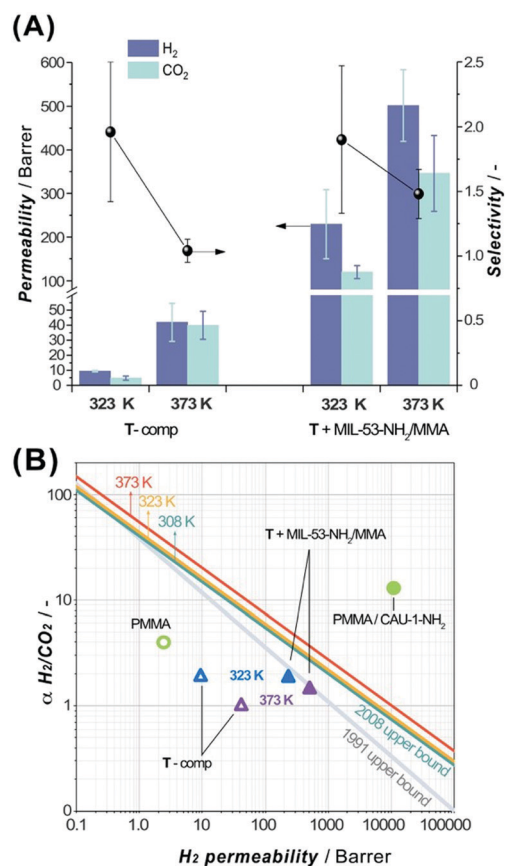 (A)
H₂
CO₂
600
500
400
300
200
100
50
40
30
20
10
0
Permeability / Barrer
2.5
2.0
1.5
1.0
0.5
0
Selectivity / -
323 K
373 K
323 K
373 K
T- comp
T + MIL-53-NH₂/MMA
(B)
373 K
323 K
308 K
T + MIL-53-NH₂/MMA
PMMA
PMMA / CAU-1-NH₂
323 K
373 K
T - comp
2008 upper bound
1991 upper bound
100
10
1
0
α H₂/CO₂ / -
0.1
1.0
10
100
1000
10000
100000
H₂ permeability / Barrer